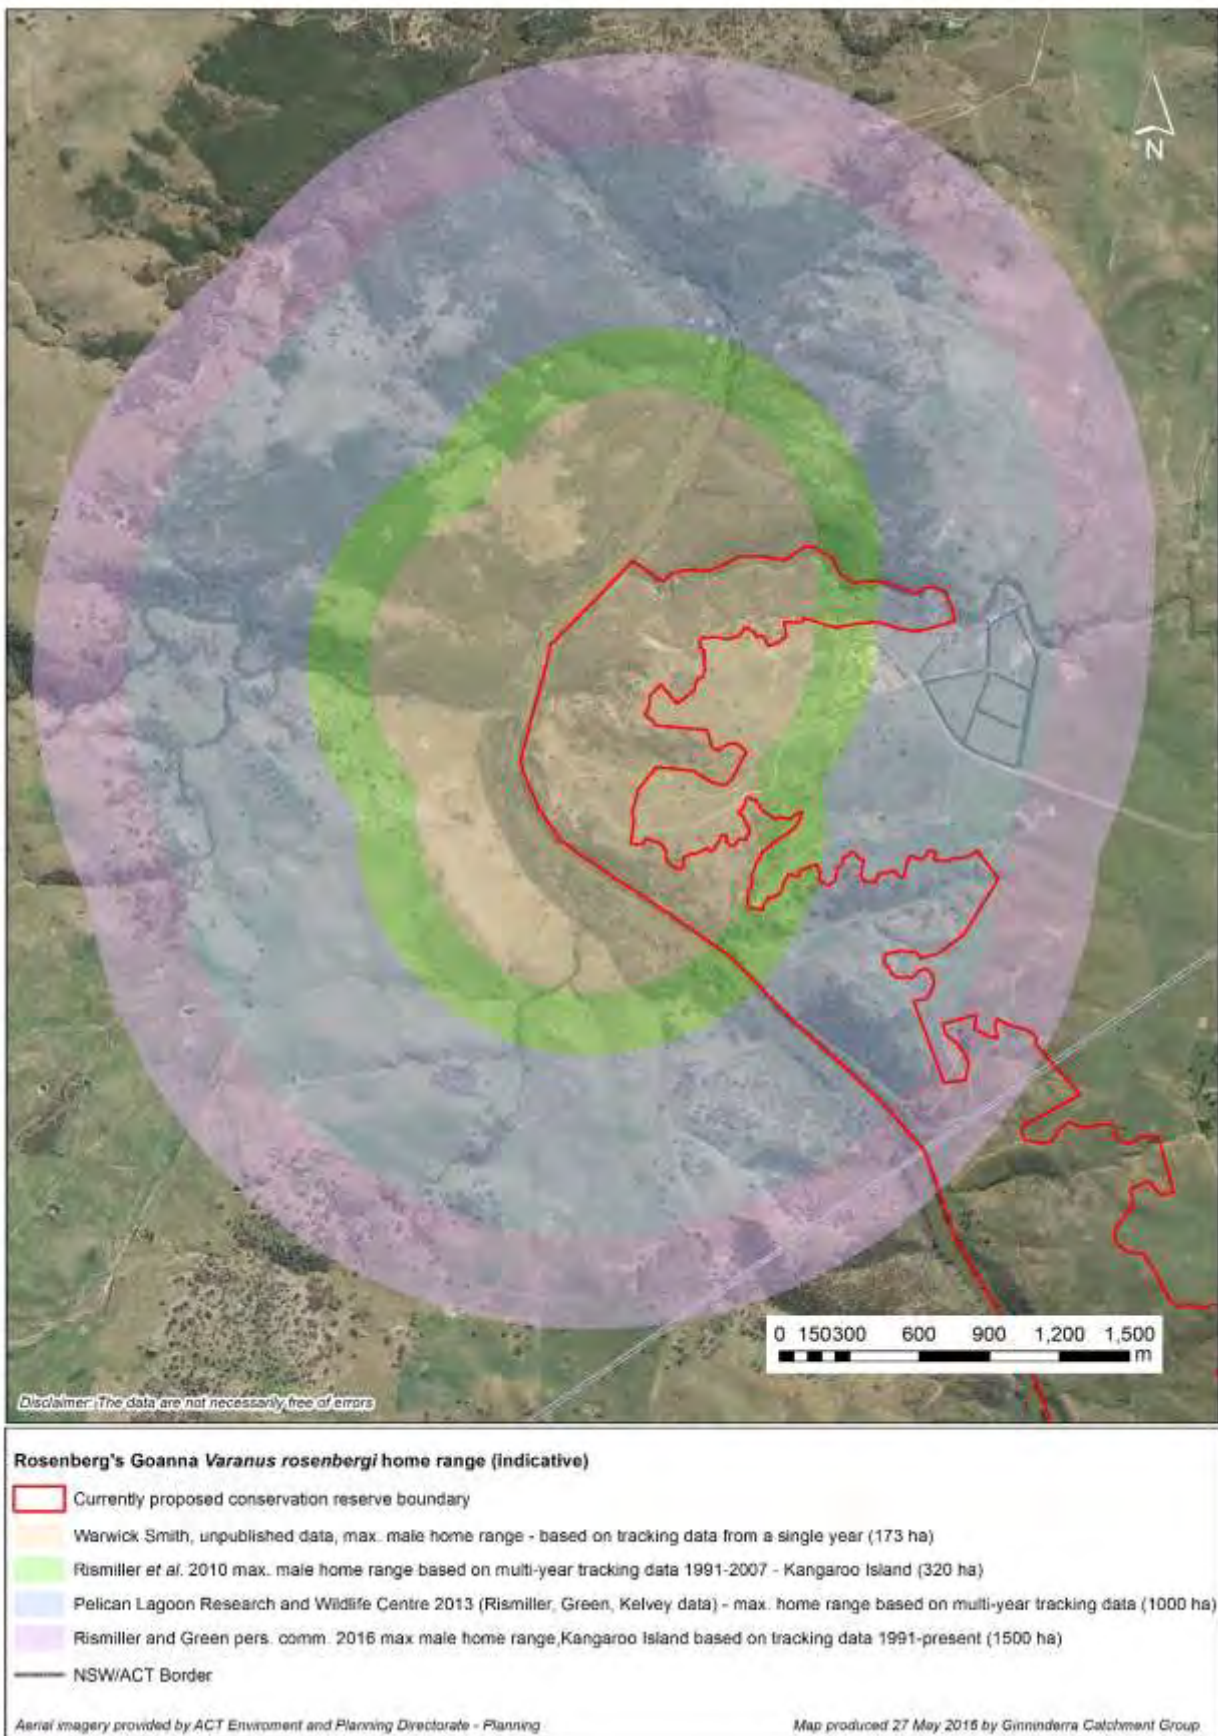 N
0 150 300 600 900 1,200 1,500
m
Disclaimer: The data are not necessarily free of errors
Rosenberg's Goanna Varanus rosenbergi home range (indicative)
Currently proposed conservation reserve boundary
Warwick Smith, unpublished data, max. male home range - based on tracking data from a single year (173 ha)
Rismiller et al. 2010 max. male home range based on multi-year tracking data 1991-2007 - Kangaroo Island (320 ha)
Pelican Lagoon Research and Wildlife Centre 2013 (Rismiller, Green, Kelvey data) - max. home range based on multi-year tracking data (1000 ha)
Rismiller and Green pers. comm. 2016 max male home range,Kangaroo Island based on tracking data 1991-present (1500 ha)
NSW/ACT Border
Aerial imagery provided by ACT Enviroment and Planning Directorate - Planning
Map produced 27 May 2016 by Ginninderra Catchment Group